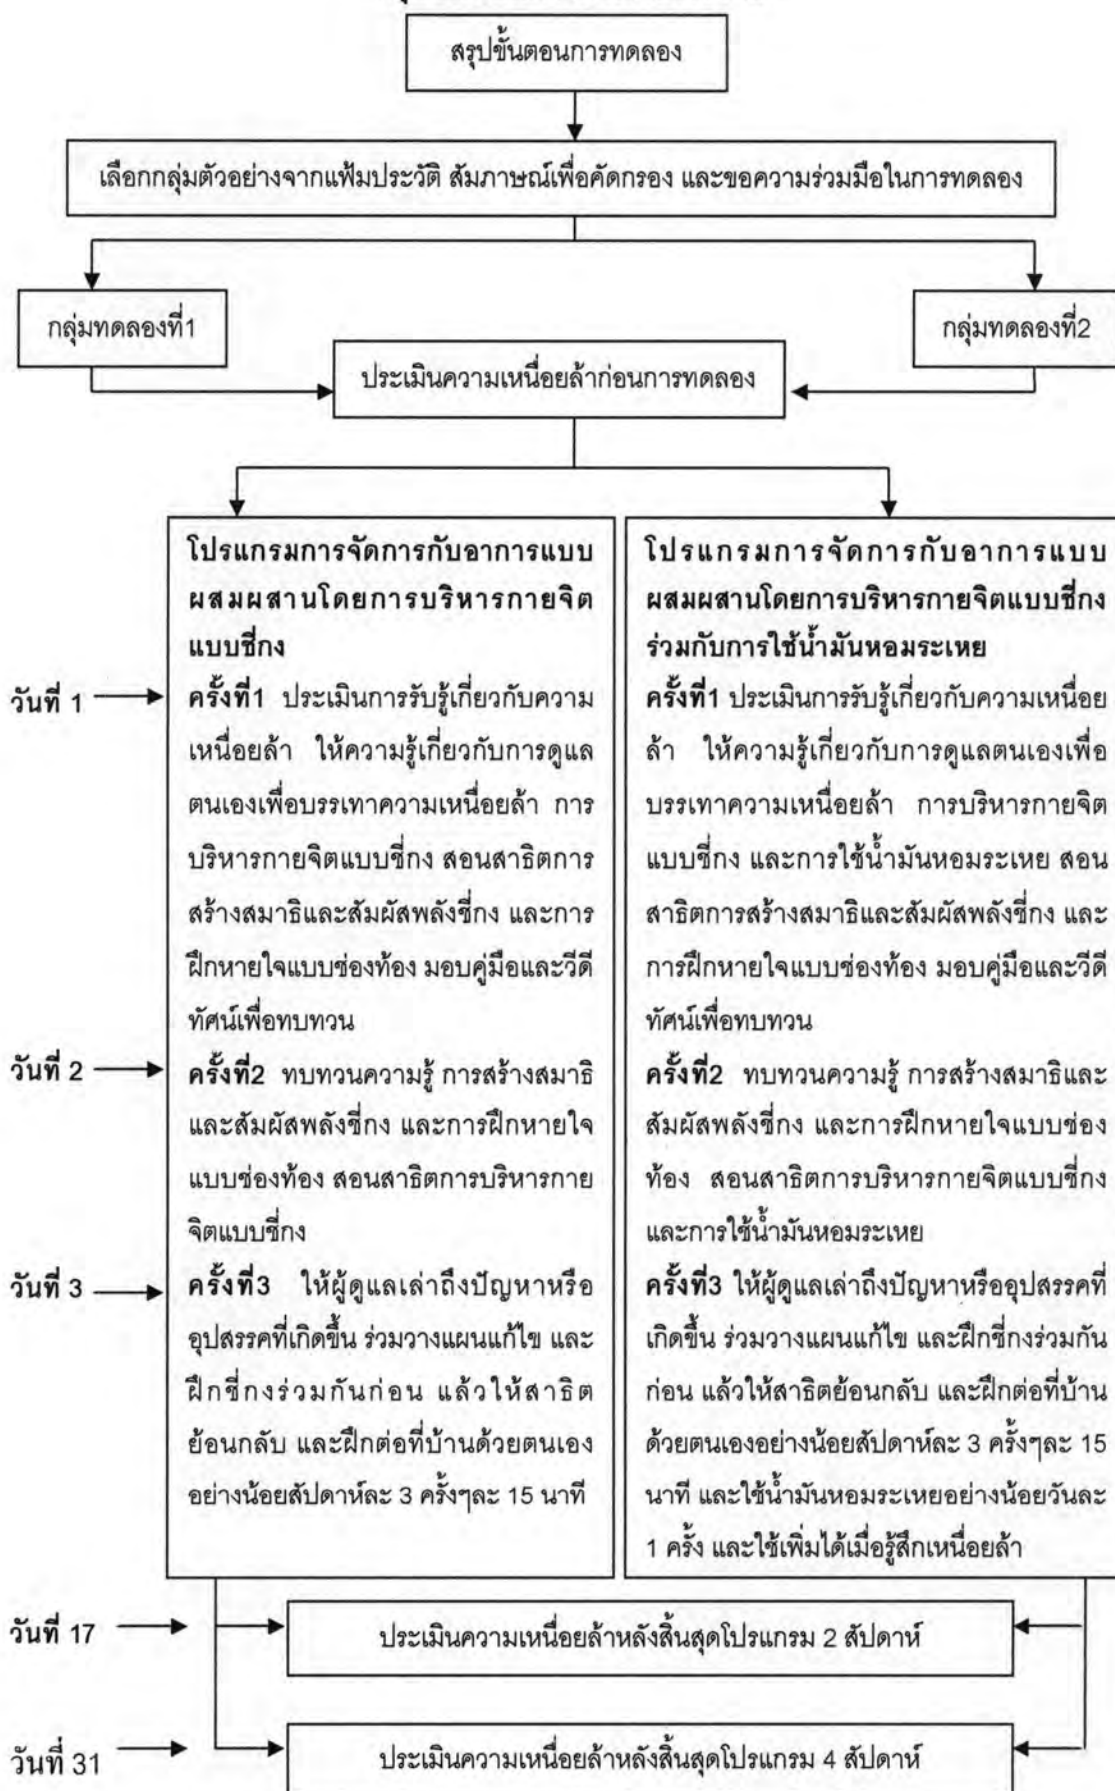 สรุปขั้นตอนการทดลอง
เลือกกลุ่มตัวอย่างจากแฟ้มประวัติ สัมภาษณ์เพื่อคัดกรอง และขอความร่วมมือในการทดลอง
กลุ่มทดลองที่1
กลุ่มทดลองที่2
ประเมินความเหนื่อยล้าก่อนการทดลอง
โปรแกรมการจัดการกับอาการแบบ
ผสมผสานโดยการบริหารกายจิต
แบบชี่กง
วันที่ 1
ครั้งที่1 ประเมินการรับรู้เกี่ยวกับความ
เหนื่อยล้า ให้ความรู้เกี่ยวกับการดูแล
ตนเองเพื่อบรรเทาความเหนื่อยล้า การ
บริหารกายจิตแบบชี่กง สอนสาธิตการ
สร้างสมาธิและสัมผัสพลังชี่กง และการ
ฝึกหายใจแบบช่องท้อง มอบคู่มือและวีดี
ทัศน์เพื่อทบทวน
วันที่ 2
ครั้งที่2 ทบทวนความรู้ การสร้างสมาธิ
และสัมผัสพลังชี่กง และการฝึกหายใจ
แบบช่องท้อง สอนสาธิตการบริหารกาย
จิตแบบชี่กง
วันที่ 3
ครั้งที่3 ให้ผู้ดูแลเล่าถึงปัญหาหรือ
อุปสรรคที่เกิดขึ้น ร่วมวางแผนแก้ไข และ
ฝึกชี่กงร่วมกันก่อน แล้วให้สาธิต
ย้อนกลับ และฝึกต่อที่บ้านด้วยตนเอง
อย่างน้อยสัปดาห์ละ 3 ครั้งๆละ 15 นาที
โปรแกรมการจัดการกับอาการแบบ
ผสมผสานโดยการบริหารกายจิตแบบชี่กง
ร่วมกับการใช้น้ำมันหอมระเหย
ครั้งที่1 ประเมินการรับรู้เกี่ยวกับความเหนื่อย
ล้า ให้ความรู้เกี่ยวกับการดูแลตนเองเพื่อ
บรรเทาความเหนื่อยล้า การบริหารกายจิต
แบบชี่กง และการใช้น้ำมันหอมระเหย สอน
สาธิตการสร้างสมาธิและสัมผัสพลังชี่กง และ
การฝึกหายใจแบบช่องท้อง มอบคู่มือและวีดี
ทัศน์เพื่อทบทวน
ครั้งที่2 ทบทวนความรู้ การสร้างสมาธิและ
สัมผัสพลังชี่กง และการฝึกหายใจแบบช่อง
ท้อง สอนสาธิตการบริหารกายจิตแบบชี่กง
และการใช้น้ำมันหอมระเหย
ครั้งที่3 ให้ผู้ดูแลเล่าถึงปัญหาหรืออุปสรรคที่
เกิดขึ้น ร่วมวางแผนแก้ไข และฝึกชี่กงร่วมกัน
ก่อน แล้วให้สาธิตย้อนกลับ และฝึกต่อที่บ้าน
ด้วยตนเองอย่างน้อยสัปดาห์ละ 3 ครั้งๆละ 15
นาที และใช้น้ำมันหอมระเหยอย่างน้อยวันละ
1 ครั้ง และใช้เพิ่มได้เมื่อรู้สึกเหนื่อยล้า
วันที่ 17
ประเมินความเหนื่อยล้าหลังสิ้นสุดโปรแกรม 2 สัปดาห์
วันที่ 31
ประเมินความเหนื่อยล้าหลังสิ้นสุดโปรแกรม 4 สัปดาห์